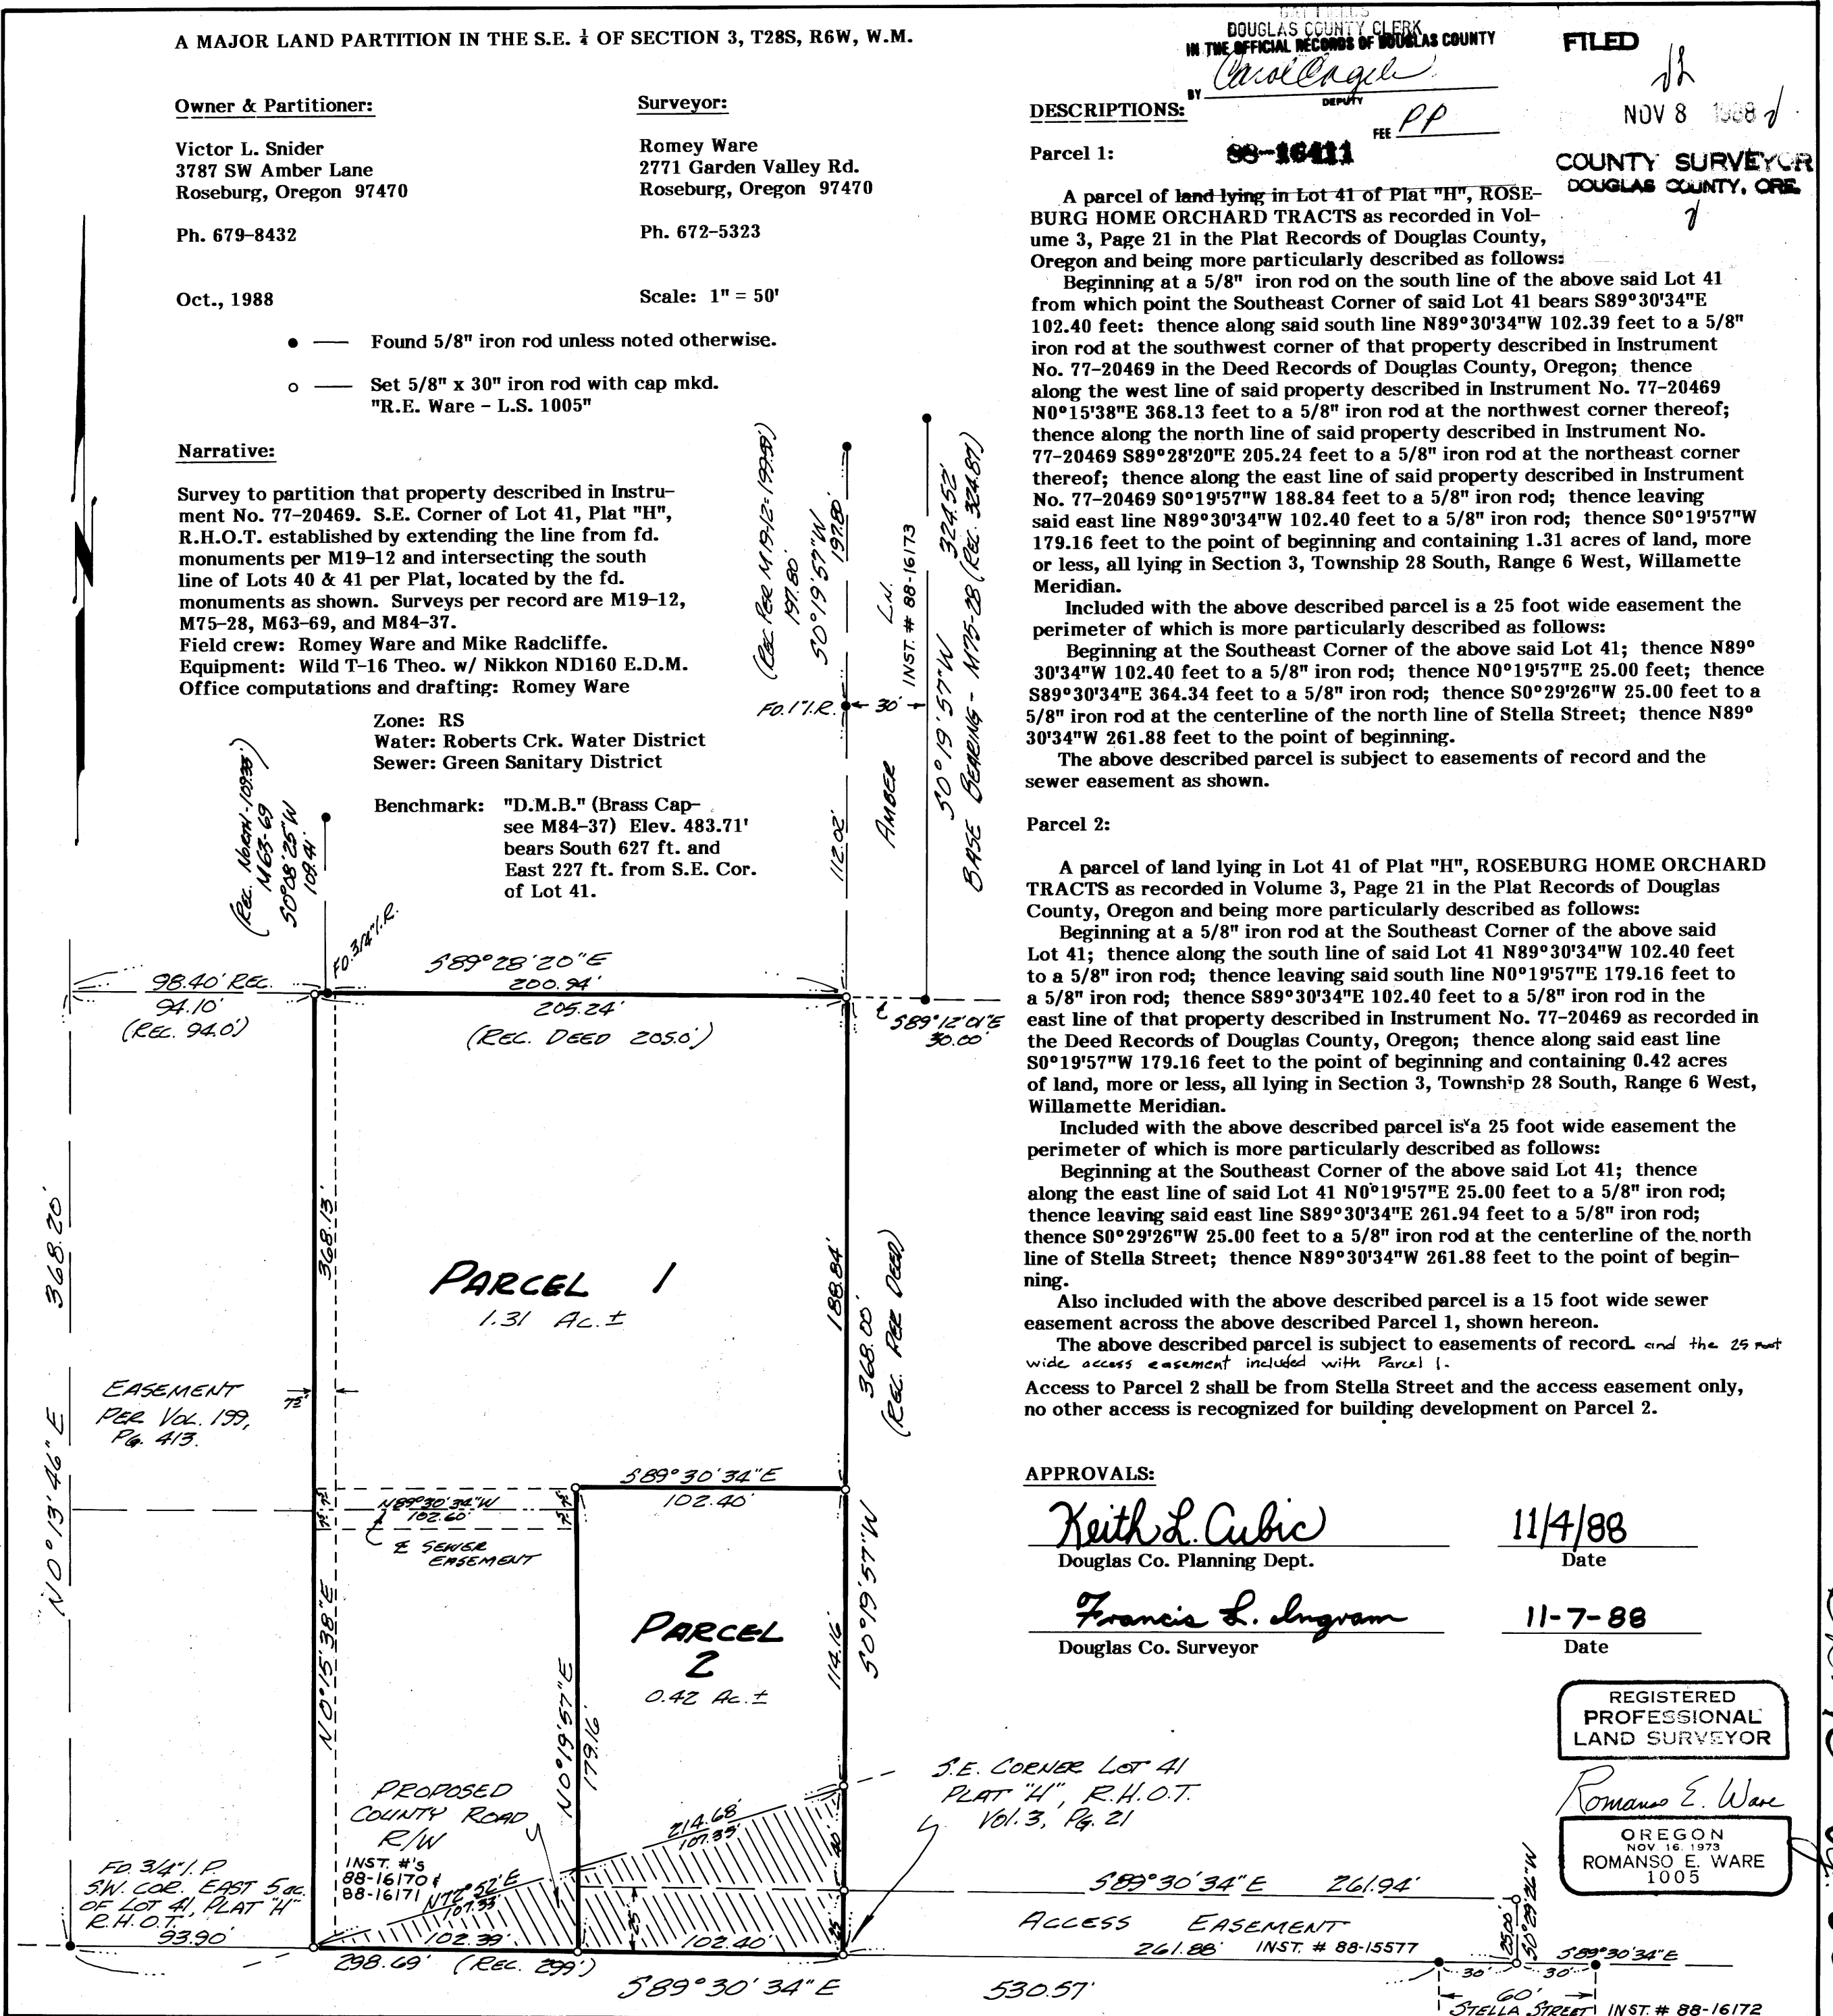 A MAJOR LAND PARTITION IN THE S.E. ¼ OF SECTION 3, T28S, R6W, W.M.
Owner & Partitioner:
Victor L. Snider
3787 SW Amber Lane
Roseburg, Oregon 97470
Ph. 679-8432
Oct., 1988
Surveyor:
Romey Ware
2771 Garden Valley Rd.
Roseburg, Oregon 97470
Ph. 672-5323
Scale: 1" = 50'
● — Found 5/8" iron rod unless noted otherwise.
○ — Set 5/8" x 30" iron rod with cap mkd.
"R.E. Ware - L.S. 1005"
Narrative:
Survey to partition that property described in Instru-
ment No. 77-20469. S.E. Corner of Lot 41, Plat "H",
R.H.O.T. established by extending the line from fd.
monuments per M19-12 and intersecting the south
line of Lots 40 & 41 per Plat, located by the fd.
monuments as shown. Surveys per record are M19-12,
M75-28, M63-69, and M84-37.
Field crew: Romey Ware and Mike Radcliffe.
Equipment: Wild T-16 Theo. w/ Nikkon ND160 E.D.M.
Office computations and drafting: Romey Ware
Zone: RS
Water: Roberts Crk. Water District
Sewer: Green Sanitary District
Benchmark: "D.M.B." (Brass Cap-
see M84-37) Elev. 483.71'
bears South 627 ft. and
East 227 ft. from S.E. Cor.
of Lot 41.
N
DOUGLAS COUNTY CLERK
IN THE OFFICIAL RECORDS OF DOUGLAS COUNTY
BY Carol Cagle
DEPUTY
FEE PP
88-16411
FILED
NOV 8 1988
COUNTY SURVEYOR
DOUGLAS COUNTY, ORE.
DESCRIPTIONS:
Parcel 1:
A parcel of land lying in Lot 41 of Plat "H", ROSE-
BURG HOME ORCHARD TRACTS as recorded in Vol-
ume 3, Page 21 in the Plat Records of Douglas County,
Oregon and being more particularly described as follows:
Beginning at a 5/8" iron rod on the south line of the above said Lot 41
from which point the Southeast Corner of said Lot 41 bears S89°30'34"E
102.40 feet: thence along said south line N89°30'34"W 102.39 feet to a 5/8"
iron rod at the southwest corner of that property described in Instrument
No. 77-20469 in the Deed Records of Douglas County, Oregon; thence
along the west line of said property described in Instrument No. 77-20469
N0°15'38"E 368.13 feet to a 5/8" iron rod at the northwest corner thereof;
thence along the north line of said property described in Instrument No.
77-20469 S89°28'20"E 205.24 feet to a 5/8" iron rod at the northeast corner
thereof; thence along the east line of said property described in Instrument
No. 77-20469 S0°19'57"W 188.84 feet to a 5/8" iron rod; thence leaving
said east line N89°30'34"W 102.40 feet to a 5/8" iron rod; thence S0°19'57"W
179.16 feet to the point of beginning and containing 1.31 acres of land, more
or less, all lying in Section 3, Township 28 South, Range 6 West, Willamette
Meridian.
Included with the above described parcel is a 25 foot wide easement the
perimeter of which is more particularly described as follows:
Beginning at the Southeast Corner of the above said Lot 41; thence N89°
30'34"W 102.40 feet to a 5/8" iron rod; thence N0°19'57"E 25.00 feet; thence
S89°30'34"E 364.34 feet to a 5/8" iron rod; thence S0°29'26"W 25.00 feet to a
5/8" iron rod at the centerline of the north line of Stella Street; thence N89°
30'34"W 261.88 feet to the point of beginning.
The above described parcel is subject to easements of record and the
sewer easement as shown.
Parcel 2:
A parcel of land lying in Lot 41 of Plat "H", ROSEBURG HOME ORCHARD
TRACTS as recorded in Volume 3, Page 21 in the Plat Records of Douglas
County, Oregon and being more particularly described as follows:
Beginning at a 5/8" iron rod at the Southeast Corner of the above said
Lot 41; thence along the south line of said Lot 41 N89°30'34"W 102.40 feet
to a 5/8" iron rod; thence leaving said south line N0°19'57"E 179.16 feet to
a 5/8" iron rod; thence S89°30'34"E 102.40 feet to a 5/8" iron rod in the
east line of that property described in Instrument No. 77-20469 as recorded in
the Deed Records of Douglas County, Oregon; thence along said east line
S0°19'57"W 179.16 feet to the point of beginning and containing 0.42 acres
of land, more or less, all lying in Section 3, Township 28 South, Range 6 West,
Willamette Meridian.
Included with the above described parcel is a 25 foot wide easement the
perimeter of which is more particularly described as follows:
Beginning at the Southeast Corner of the above said Lot 41; thence
along the east line of said Lot 41 N0°19'57"E 25.00 feet to a 5/8" iron rod;
thence leaving said east line S89°30'34"E 261.94 feet to a 5/8" iron rod;
thence S0°29'26"W 25.00 feet to a 5/8" iron rod at the centerline of the north
line of Stella Street; thence N89°30'34"W 261.88 feet to the point of begin-
ning.
Also included with the above described parcel is a 15 foot wide sewer
easement across the above described Parcel 1, shown hereon.
The above described parcel is subject to easements of record and the 25 foot
wide access easement included with Parcel 1.
Access to Parcel 2 shall be from Stella Street and the access easement only,
no other access is recognized for building development on Parcel 2.
APPROVALS:
Keith L. Cubic 11/4/88
Douglas Co. Planning Dept. Date
Francis L. Ingram 11-7-88
Douglas Co. Surveyor Date
REGISTERED
PROFESSIONAL
LAND SURVEYOR
Romanso E. Ware
OREGON
NOV. 16, 1973
ROMANSO E. WARE
1005
(REC. PER M19-12=199.59')
197.80'
S0°19'57"W
197.80'
FD. 1" I.R.
30'
112.02'
AMBER LN.
INST. # 88-16173
324.52'
S0°19'57"W
BASE BEARING - M75-28 (REC. 324.87)
(REC. NORTH-109.35')
M63-69
S0°08'25"W
109.41'
FD. 3/4" I.R.
98.40' REC.
94.10'
(REC. 94.0')
S89°28'20"E
200.94'
205.24'
(REC. DEED 205.0')
S89°12'01"E
30.00'
368.20'
N0°13'46"E
368.13'
N0°15'38"E
PARCEL 1
1.31 AC.±
188.84'
368.00'
(REC. PER DEED)
EASEMENT
PER VOL. 199,
PG. 413.
7.5'
S89°30'34"E
102.40'
7.5' 7.5'
N89°30'34"W
102.60'
7.5' 7.5'
℄ SEWER
EASEMENT
PARCEL
2
0.42 AC.±
N0°19'57"E
179.16'
114.16'
S0°19'57"W
PROPOSED
COUNTY ROAD
R/W
INST. #'S
88-16170 &
88-16171
N72°52'E
107.33'
214.68'
107.35'
40'
25'
25'
S.E. CORNER LOT 41
PLAT "H", R.H.O.T.
VOL. 3, PG. 21
FD. 3/4" I.P.
S.W. COR. EAST 5 ac.
OF LOT 41, PLAT "H"
R.H.O.T.
93.90'
102.39'
102.40'
298.69' (REC. 299')
S89°30'34"E
530.57'
S89°30'34"E 261.94'
ACCESS EASEMENT
261.88' INST. # 88-15577
25.00'
S0°29'26"W
S89°30'34"E
30' 30'
60'
STELLA STREET INST. # 88-16172